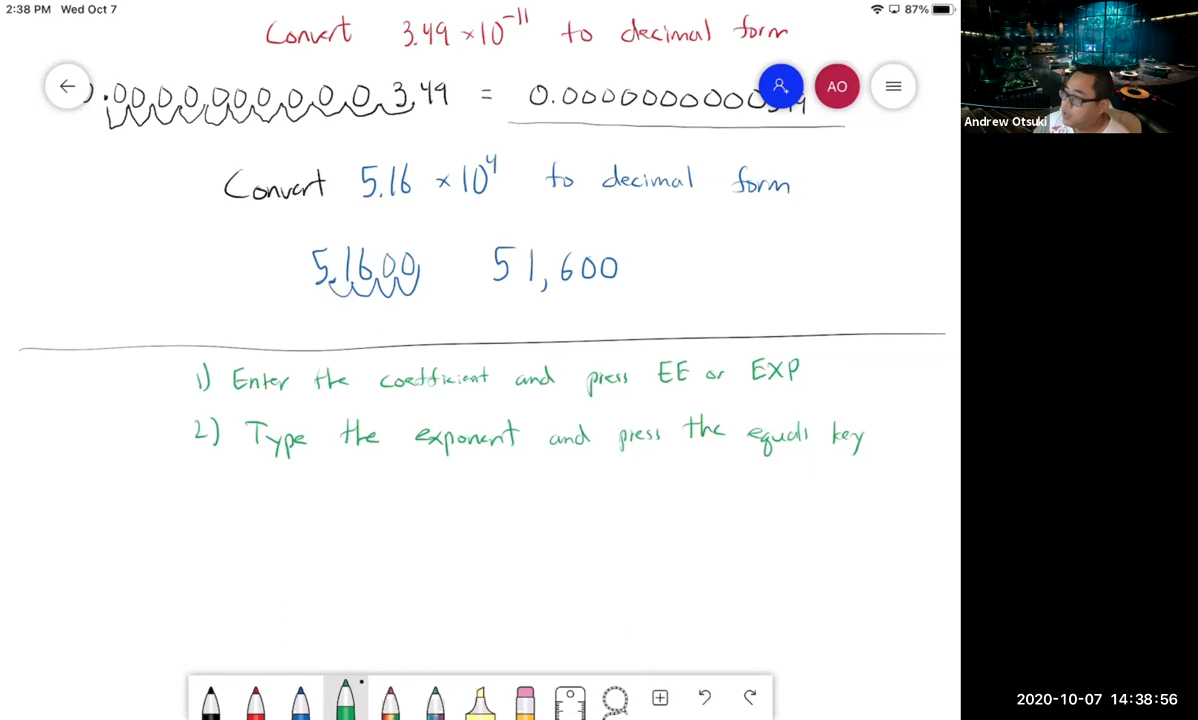 2:38 PM Wed Oct 7
87%
Convert 3.49 ×10⁻¹¹ to decimal form
.0000000000 3.49 = 0.0000000000
AO
Andrew Otsuki
Convert 5.16 ×10⁴ to decimal form
5.1600 51,600
1) Enter the coefficient and press EE or EXP
2) Type the exponent and press the equals key
2020-10-07 14:38:56